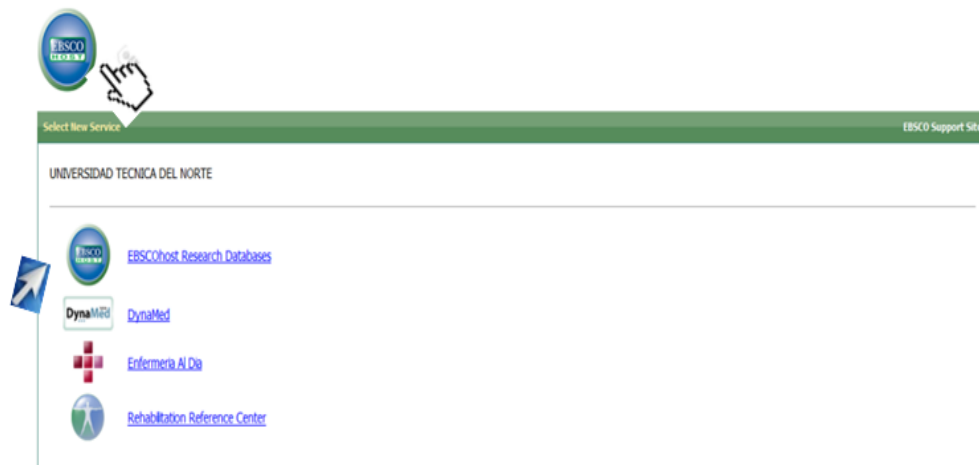 EBSCO
HOST
Select New Service
EBSCO Support Site
UNIVERSIDAD TECNICA DEL NORTE
EBSCO
HOST
EBSCOhost Research Databases
DynaMed
DynaMed
Enfermeria Al Dia
Rehabilitation Reference Center